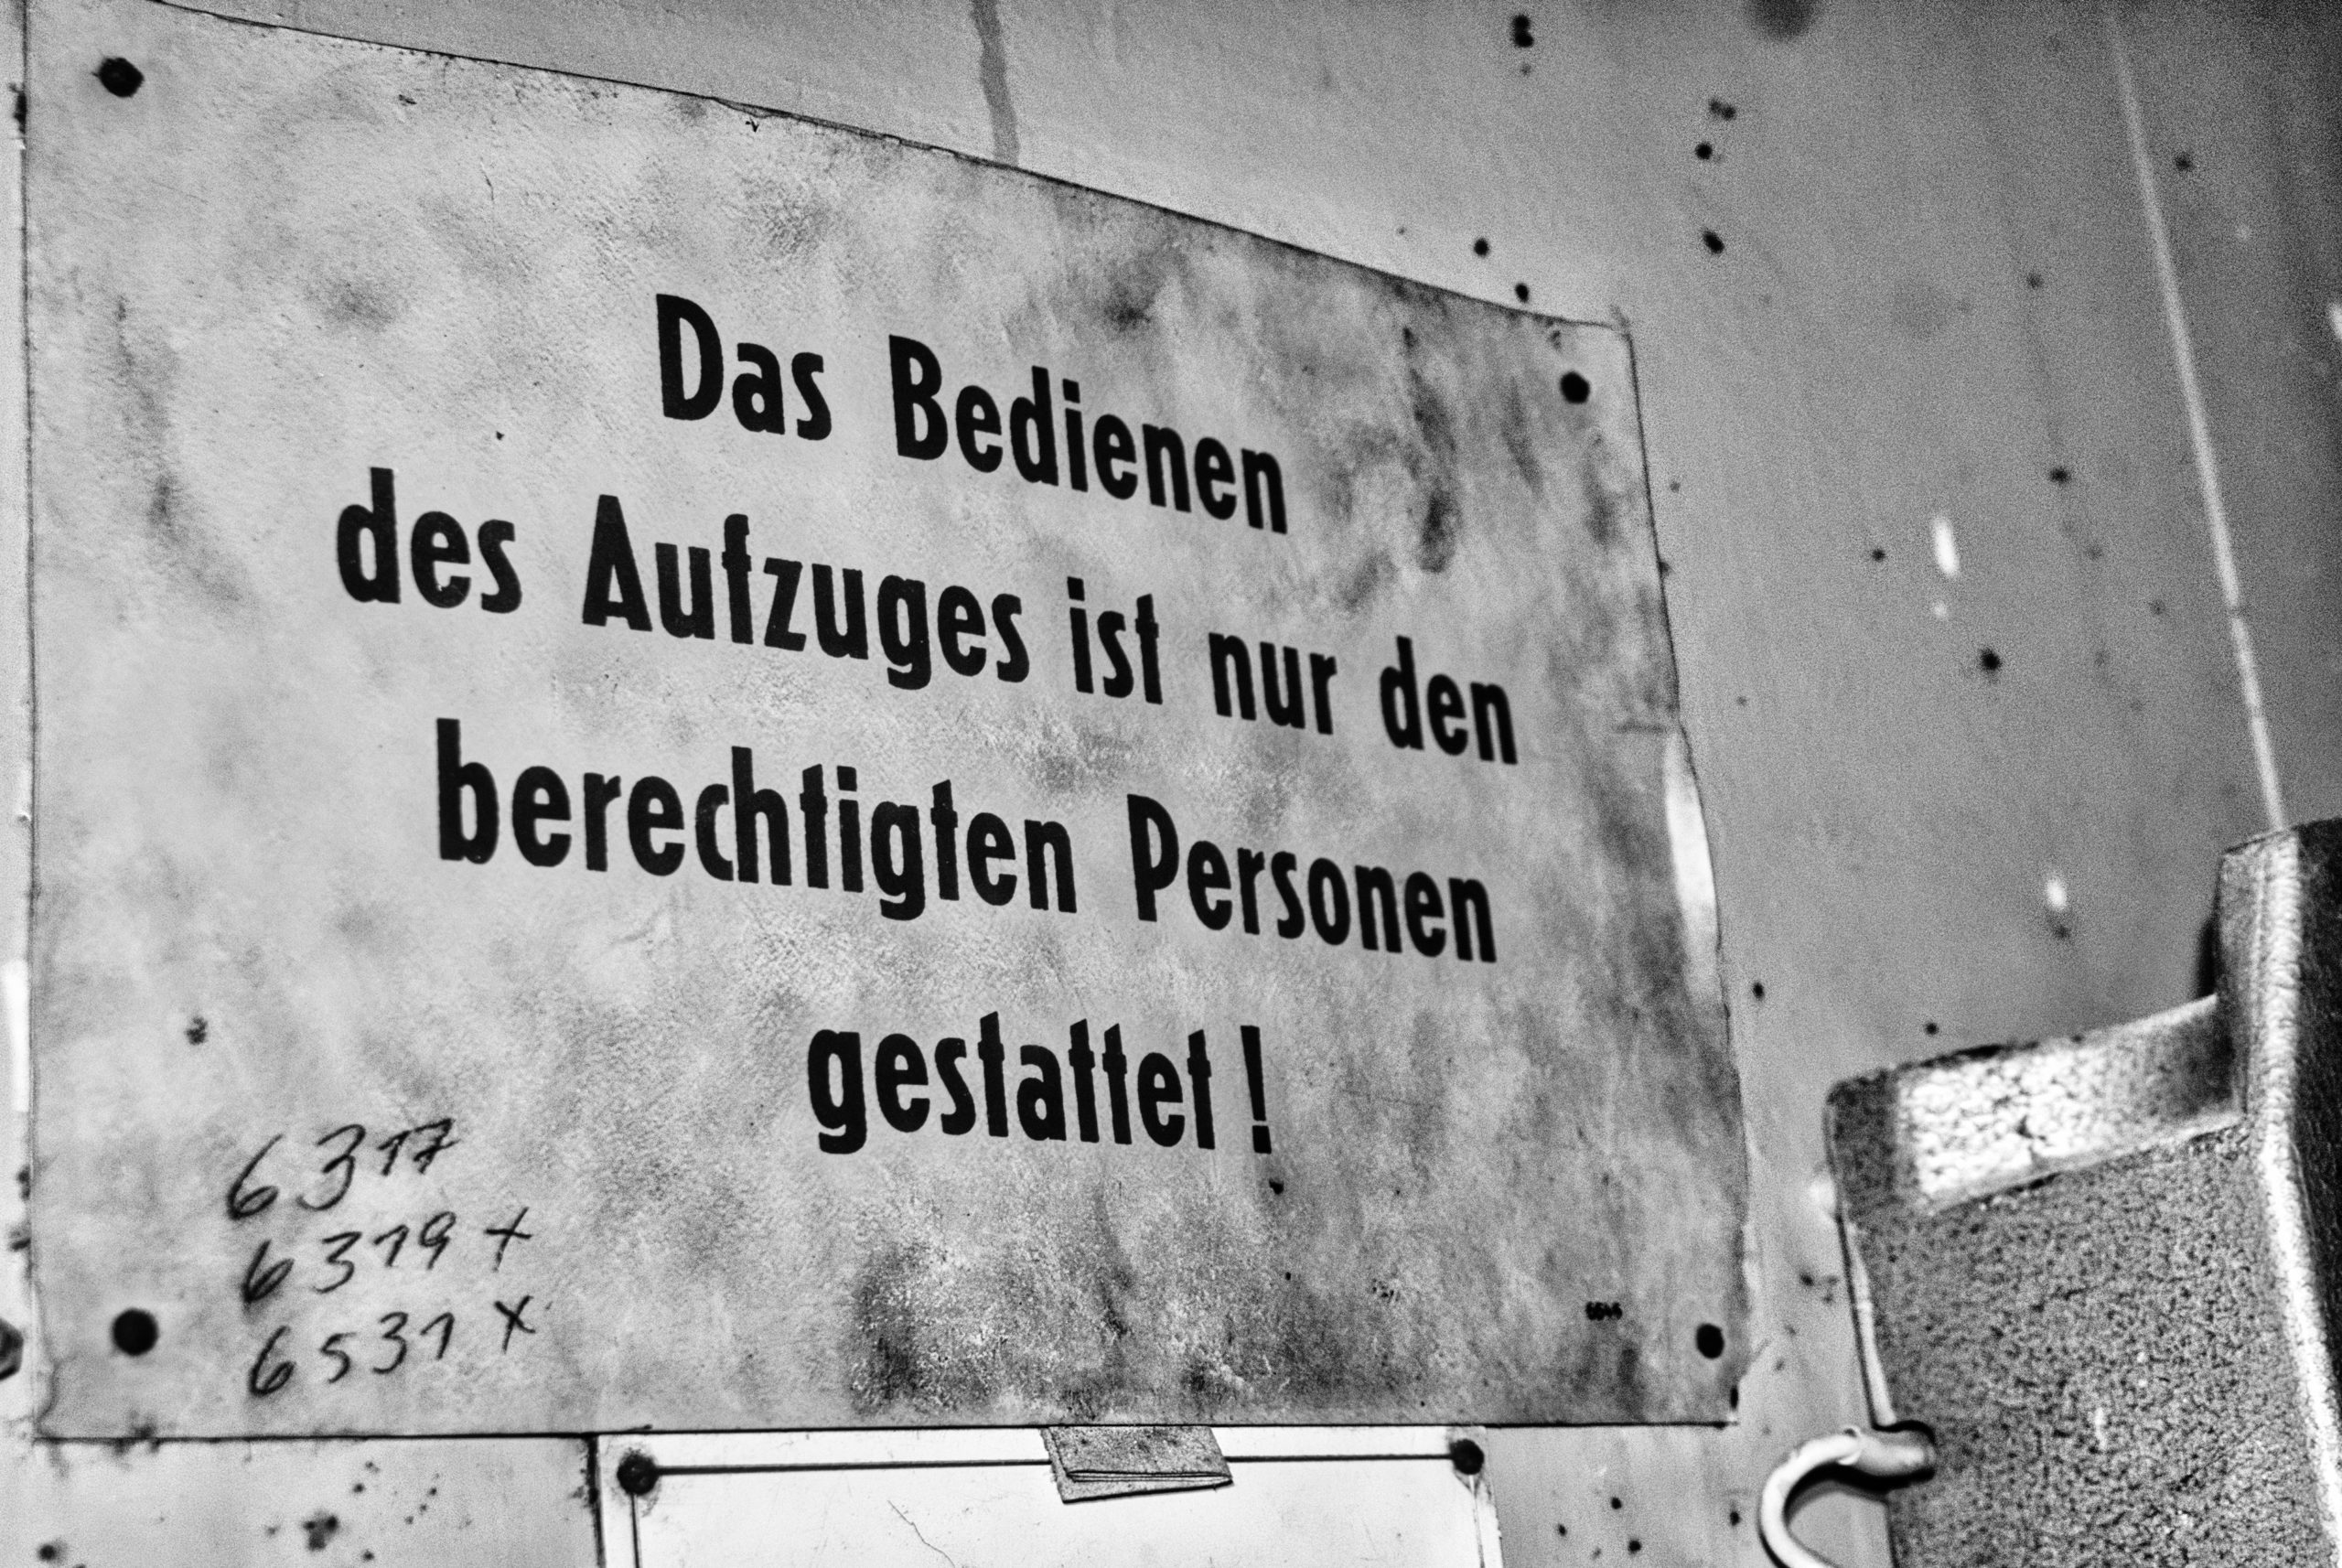 Das Bedienen
des Aufzuges ist nur den
berechtigten Personen
gestattet !
6317
6319 x
6531 x